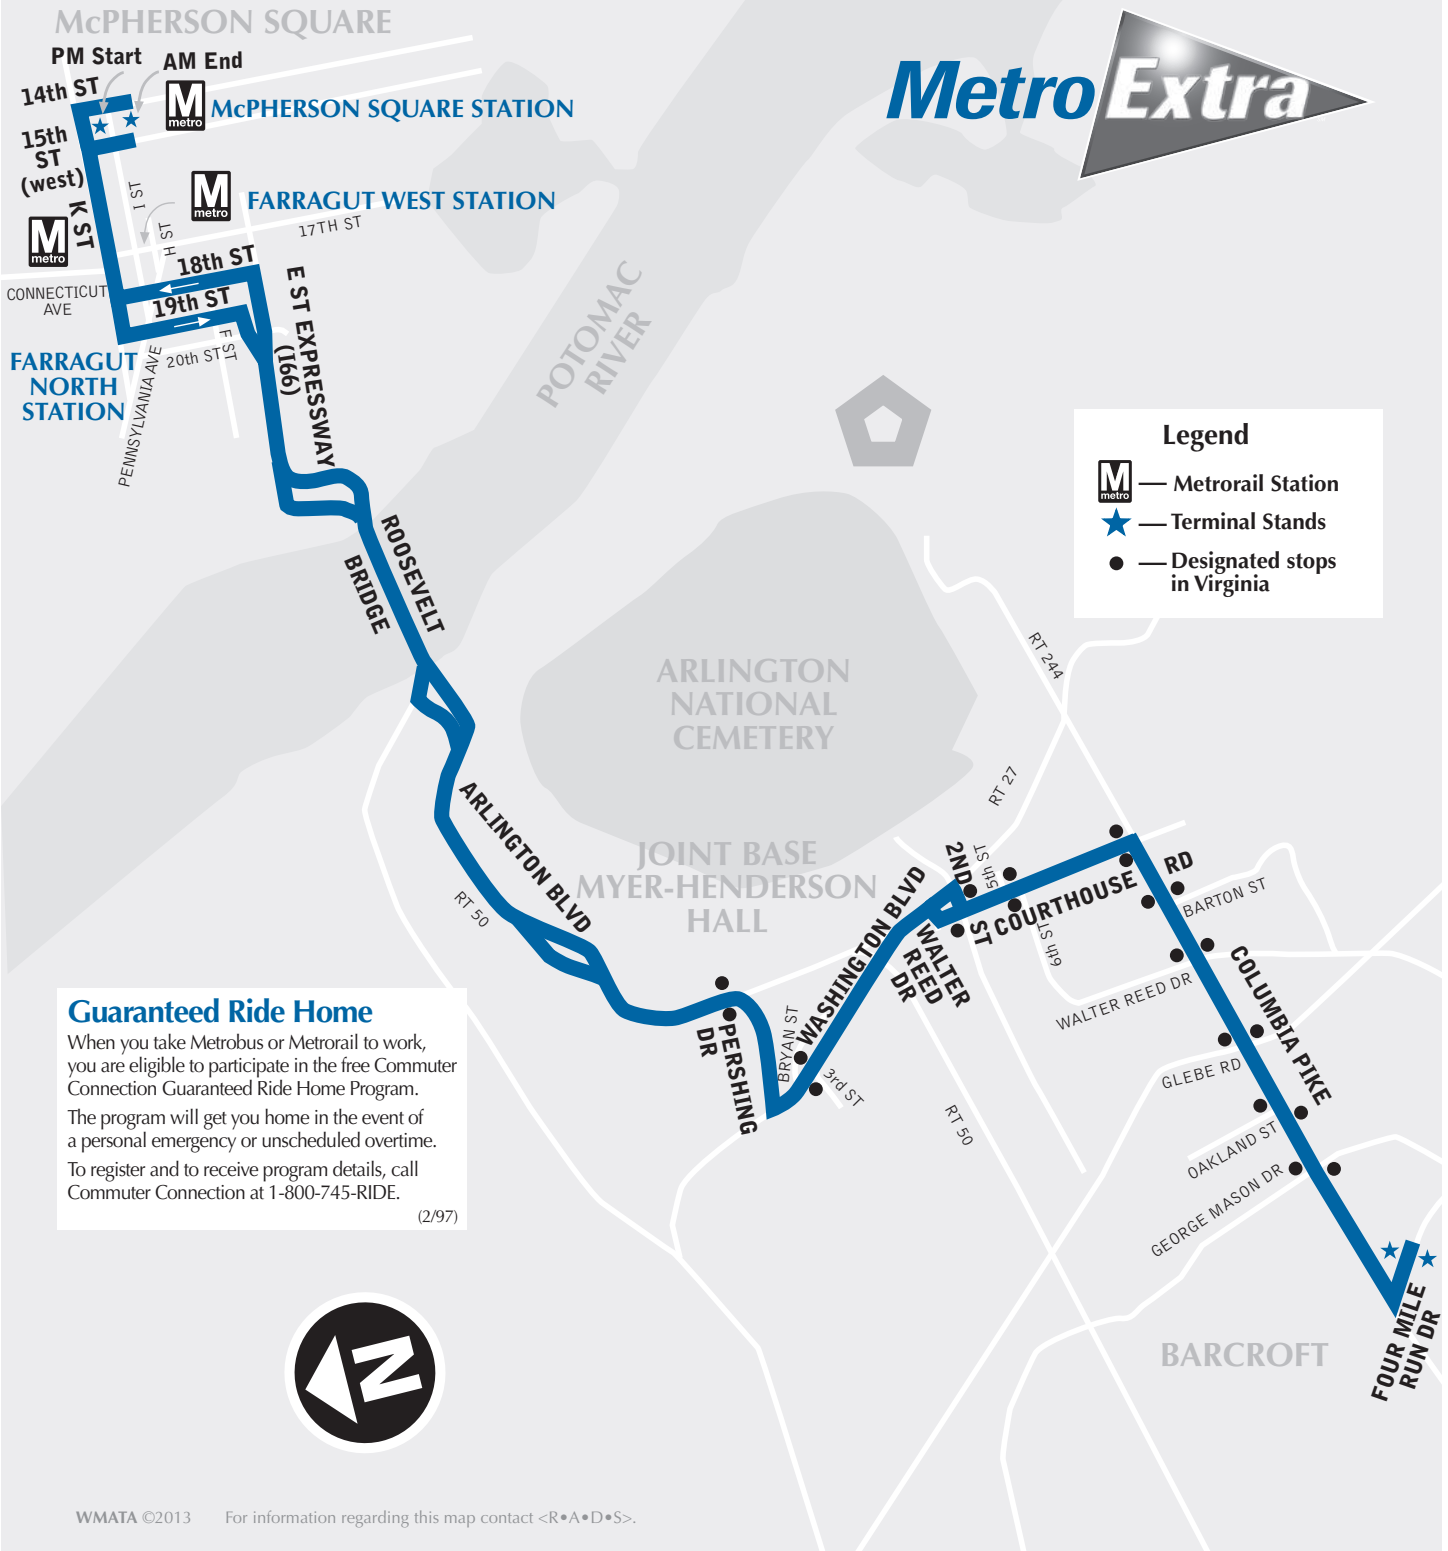 McPHERSON SQUARE
PM Start
AM End
14th ST
M
metro
McPHERSON SQUARE STATION
MetroExtra
15th
ST
(west)
I ST
M
metro
FARRAGUT WEST STATION
K ST
H ST
17TH ST
M
metro
18th ST
CONNECTICUT
AVE
19th ST
E ST EXPRESSWAY
(I66)
FARRAGUT
NORTH
STATION
PENNSYLVANIA AVE
20th ST
F ST
POTOMAC
RIVER
Legend
M
metro
— Metrorail Station
— Terminal Stands
— Designated stops
in Virginia
ROOSEVELT
BRIDGE
ARLINGTON
NATIONAL
CEMETERY
RT 244
RT 27
ARLINGTON BLVD
RT 50
JOINT BASE
MYER-HENDERSON
HALL
WASHINGTON BLVD
2ND
ST
5th ST
COURTHOUSE
RD
6th ST
BARTON ST
WALTER
REED
DR
WALTER REED DR
COLUMBIA PIKE
PERSHING
DR
BRYAN ST
3rd ST
GLEBE RD
RT 50
OAKLAND ST
GEORGE MASON DR
Guaranteed Ride Home
When you take Metrobus or Metrorail to work,
you are eligible to participate in the free Commuter
Connection Guaranteed Ride Home Program.
The program will get you home in the event of
a personal emergency or unscheduled overtime.
To register and to receive program details, call
Commuter Connection at 1-800-745-RIDE.
(2/97)
FOUR MILE
RUN DR
BARCROFT
N
WMATA ©2013 For information regarding this map contact <R•A•D•S>.